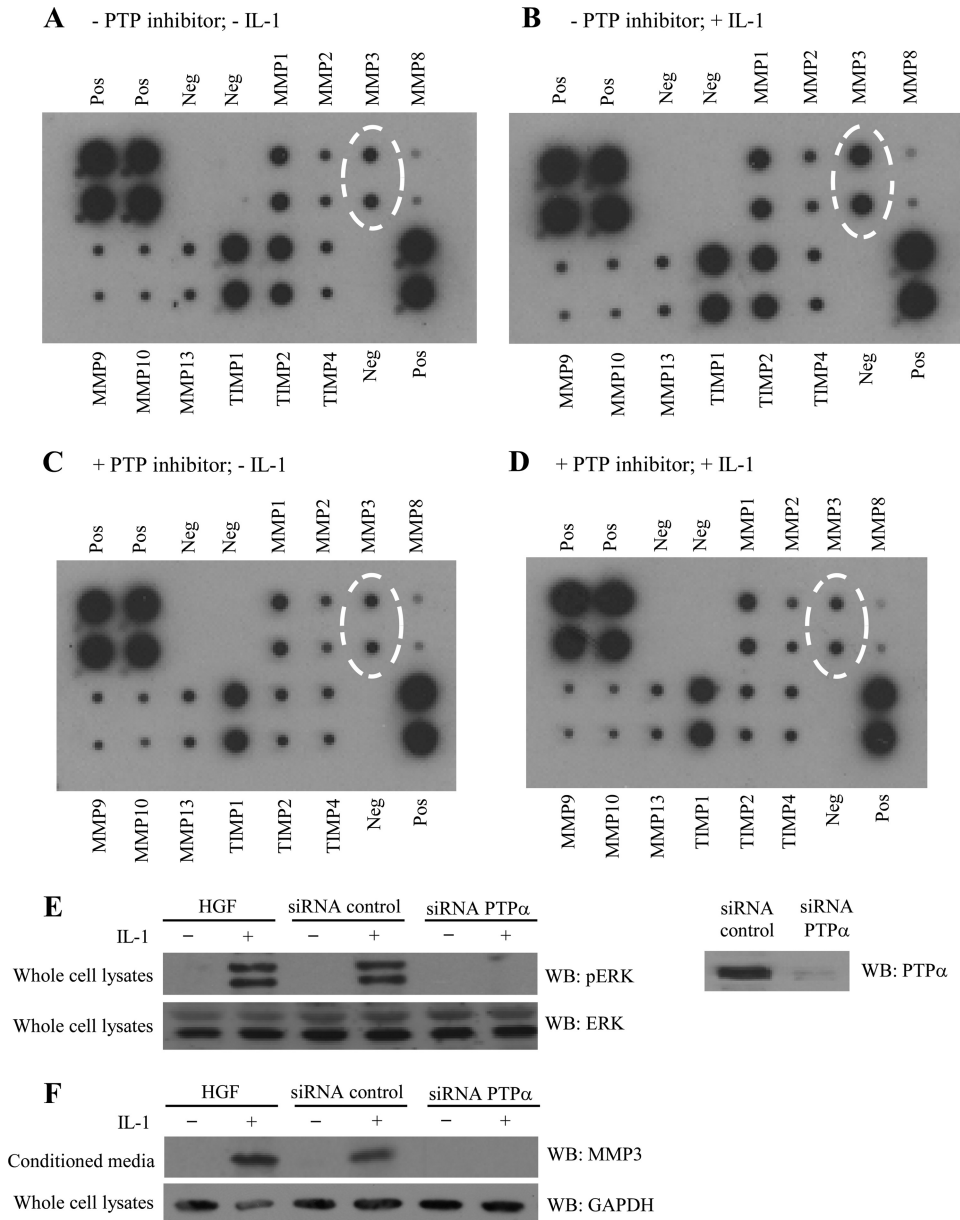 A - PTP inhibitor; - IL-1
Pos Pos Neg Neg MMP1 MMP2 MMP3 MMP8
MMP9 MMP10 MMP13 TIMP1 TIMP2 TIMP4 Neg Pos
B - PTP inhibitor; + IL-1
Pos Pos Neg Neg MMP1 MMP2 MMP3 MMP8
MMP9 MMP10 MMP13 TIMP1 TIMP2 TIMP4 Neg Pos
C + PTP inhibitor; - IL-1
Pos Pos Neg Neg MMP1 MMP2 MMP3 MMP8
MMP9 MMP10 MMP13 TIMP1 TIMP2 TIMP4 Neg Pos
D + PTP inhibitor; + IL-1
Pos Pos Neg Neg MMP1 MMP2 MMP3 MMP8
MMP9 MMP10 MMP13 TIMP1 TIMP2 TIMP4 Neg Pos
E HGF siRNA control siRNA PTPα
IL-1 − + − + − +
Whole cell lysates WB: pERK
Whole cell lysates WB: ERK
siRNA control siRNA PTPα
WB: PTPα
F HGF siRNA control siRNA PTPα
IL-1 − + − + − +
Conditioned media WB: MMP3
Whole cell lysates WB: GAPDH